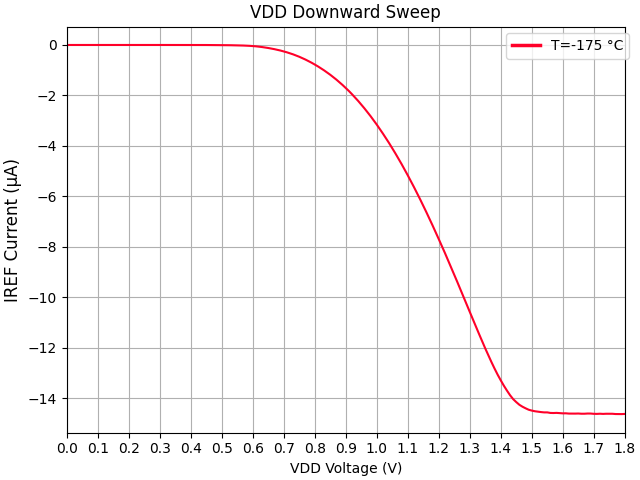 VDD Downward Sweep
T=-175 °C
IREF Current (μA)
0
−2
−4
−6
−8
−10
−12
−14
0.0 0.1 0.2 0.3 0.4 0.5 0.6 0.7 0.8 0.9 1.0 1.1 1.2 1.3 1.4 1.5 1.6 1.7 1.8
VDD Voltage (V)